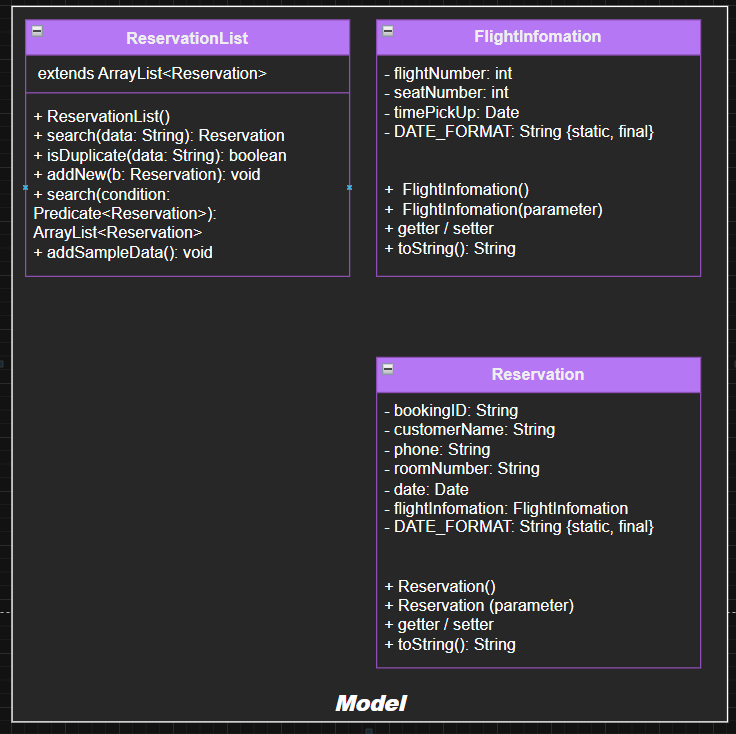 ReservationList
extends ArrayList<Reservation>
+ ReservationList()
+ search(data: String): Reservation
+ isDuplicate(data: String): boolean
+ addNew(b: Reservation): void
+ search(condition:
Predicate<Reservation>):
ArrayList<Reservation>
+ addSampleData(): void
FlightInfomation
- flightNumber: int
- seatNumber: int
- timePickUp: Date
- DATE_FORMAT: String {static, final}
+ FlightInfomation()
+ FlightInfomation(parameter)
+ getter / setter
+ toString(): String
Reservation
- bookingID: String
- customerName: String
- phone: String
- roomNumber: String
- date: Date
- flightInfomation: FlightInfomation
- DATE_FORMAT: String {static, final}
+ Reservation()
+ Reservation (parameter)
+ getter / setter
+ toString(): String
Model